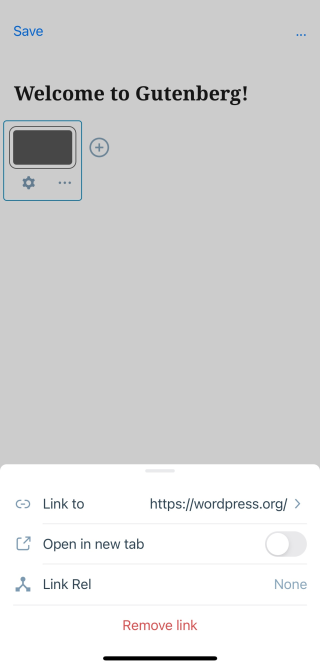 Save
...
Welcome to Gutenberg!
Link to https://wordpress.org/
Open in new tab
Link Rel None
Remove link